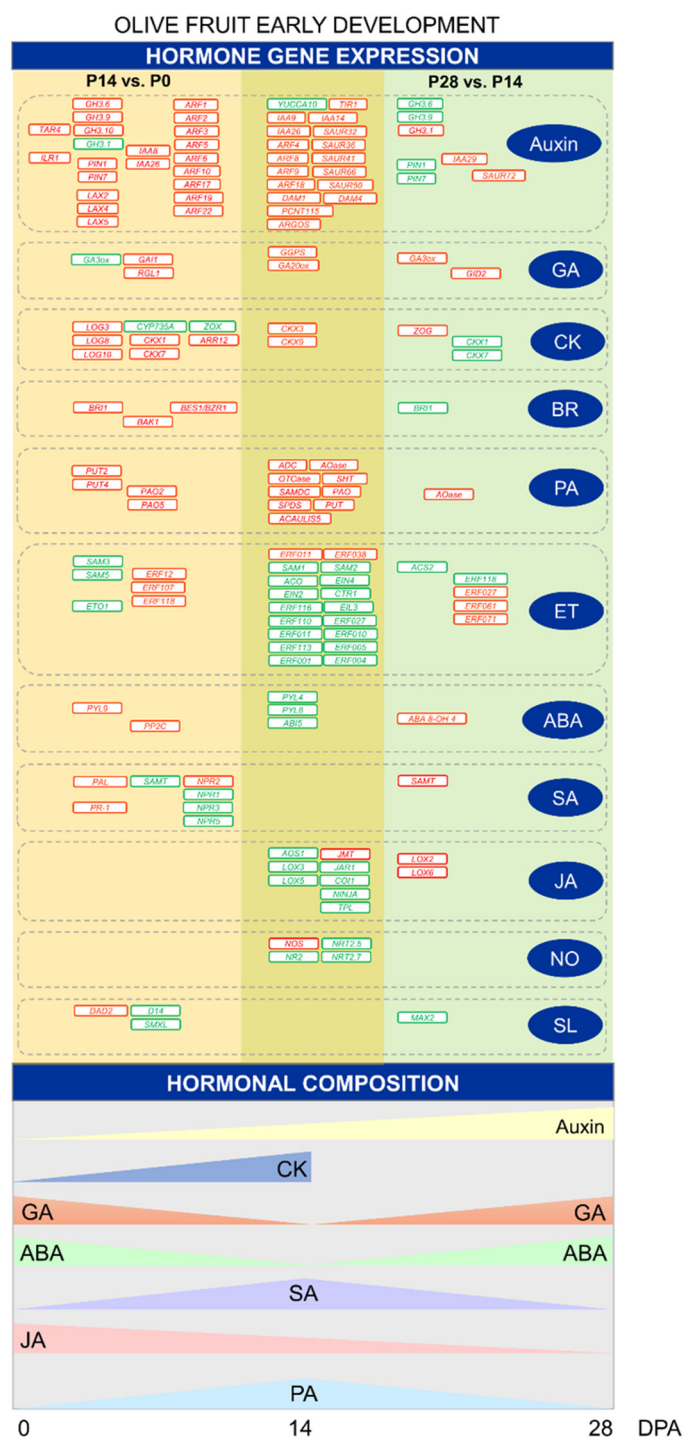 OLIVE FRUIT EARLY DEVELOPMENT
HORMONE GENE EXPRESSION
P14 vs. P0
P28 vs. P14
GH3.6 ARF1 YUCCA10 TIR1 GH3.6
GH3.9 ARF2 IAA9 IAA14 GH3.9
TAR4 GH3.10 ARF3 IAA26 SAUR32 GH3.1
GH3.1 ARF5 ARF4 SAUR36 Auxin
ILR1 IAA8 ARF6 ARF8 SAUR41 IAA29
PIN1 IAA26 ARF10 ARF9 SAUR66 PIN1
PIN7 ARF17 ARF18 SAUR50 PIN7 SAUR72
LAX2 ARF19 DAM1 DAM4
LAX4 ARF22 PCNT115
LAX5 ARGOS
GA3ox GAI1 GGPS GA3ox
RGL1 GA20ox GID2 GA
LOG3 CYP735A ZOX CKX3 ZOG
LOG8 CKX1 ARR12 CKX9 CKX1 CK
LOG10 CKX7 CKX7
BRI1 BES1/BZR1 BRI1 BR
BAK1
PUT2 ADC AOase
PUT4 OTCase SHT
PAO2 SAMDC PAO AOase PA
PAO5 SPDS PUT
ACAULIS5
ERF011 ERF038
SAM3 SAM1 SAM2 ACS2
SAM5 ERF12 ACO EIN4 ERF118
ERF107 EIN2 CTR1 ERF027
ETO1 ERF118 ERF116 EIL3 ERF061 ET
ERF110 ERF027 ERF071
ERF011 ERF010
ERF113 ERF005
ERF001 ERF004
PYL9 PYL4
PP2C PYL8 ABA 8-OH 4 ABA
ABI5
PAL SAMT NPR2 SAMT
NPR1 SA
PR-1 NPR3
NPR5
AOS1 JMT LOX2
LOX3 JAR1 LOX6
LOX5 COI1 JA
NINJA
TPL
NOS NRT2.5
NR2 NRT2.7 NO
DAD2 D14 MAX2
SMXL SL
HORMONAL COMPOSITION
Auxin
CK
GA GA
ABA ABA
SA
JA
PA
0 14 28 DPA